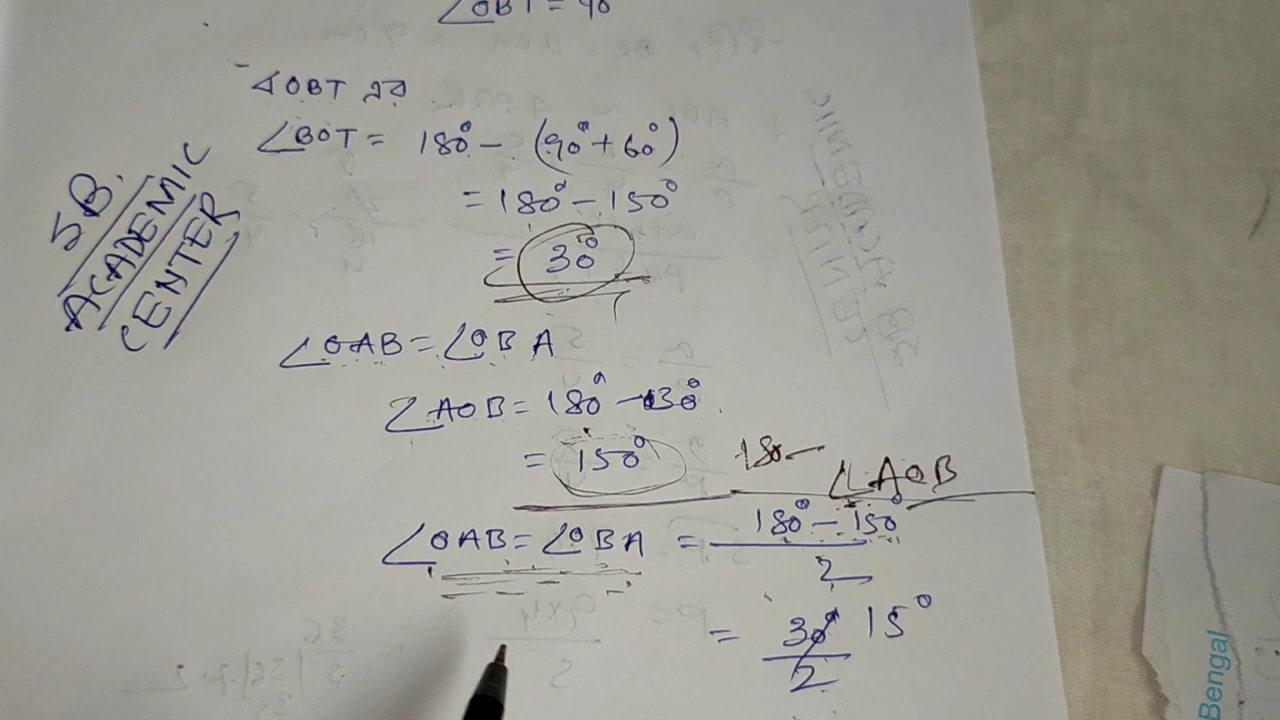 ∠OBT = 90
△OBT এর
∠BOT = 180° - (90° + 60°)
= 180° - 150°
= 30°
∠OAB = ∠OBA
∠AOB = 180° - 30°
= 150°
180 - ∠AOB
∠OAB = ∠OBA = 180° - 150°
2
= 30° 15°
2
SB.
ACADEMIC
CENTER
Bengal